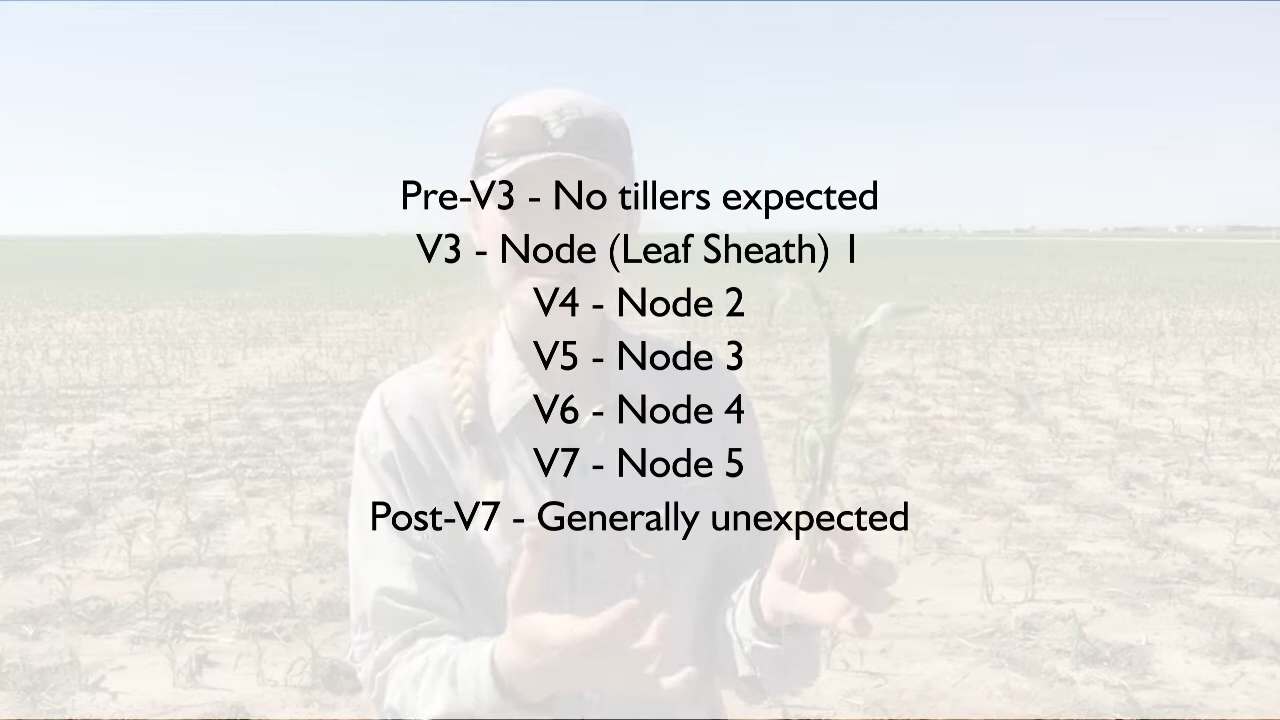 Pre-V3 - No tillers expected
V3 - Node (Leaf Sheath) 1
V4 - Node 2
V5 - Node 3
V6 - Node 4
V7 - Node 5
Post-V7 - Generally unexpected